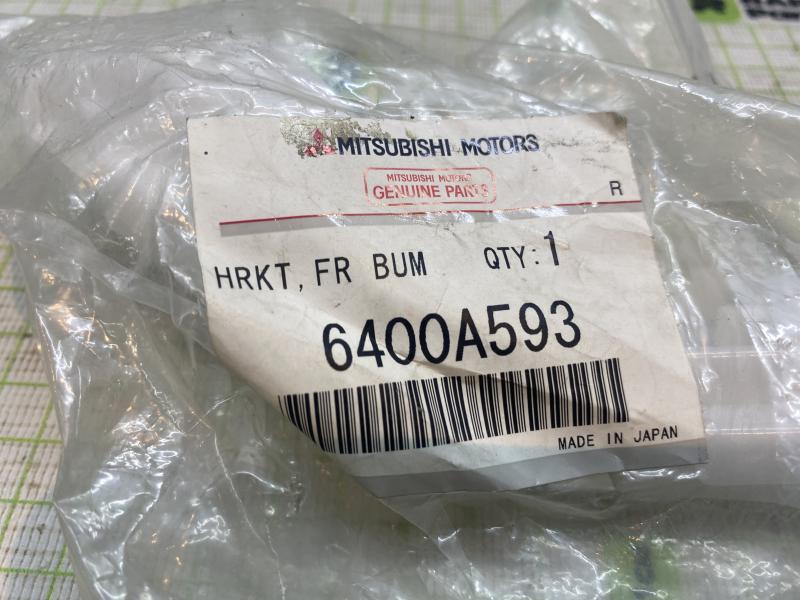 MITSUBISHI MOTORS
MITSUBISHI MOTORS
GENUINE PARTS
R
HRKT, FR BUM QTY: 1
6400A593
MADE IN JAPAN